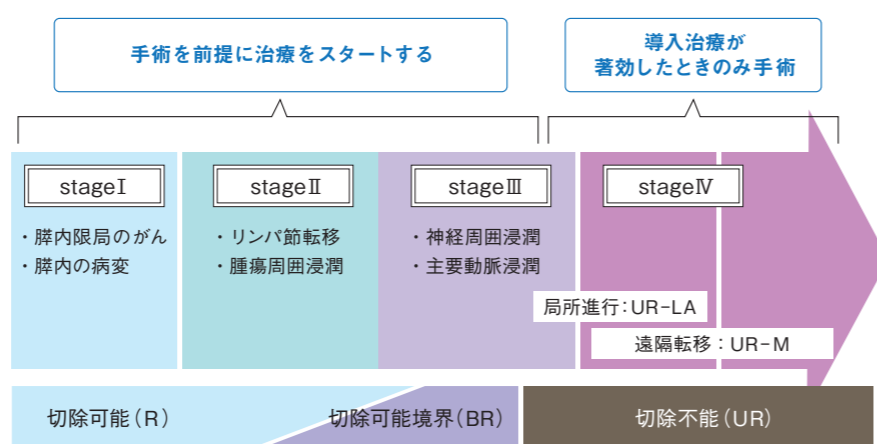 手術を前提に治療をスタートする
導入治療が
著効したときのみ手術
stageⅠ
・膵内限局のがん
・膵内の病変
stageⅡ
・リンパ節転移
・腫瘍周囲浸潤
stageⅢ
・神経周囲浸潤
・主要動脈浸潤
stageⅣ
局所進行：UR-LA
遠隔転移：UR-M
切除可能（R）
切除可能境界（BR）
切除不能（UR）